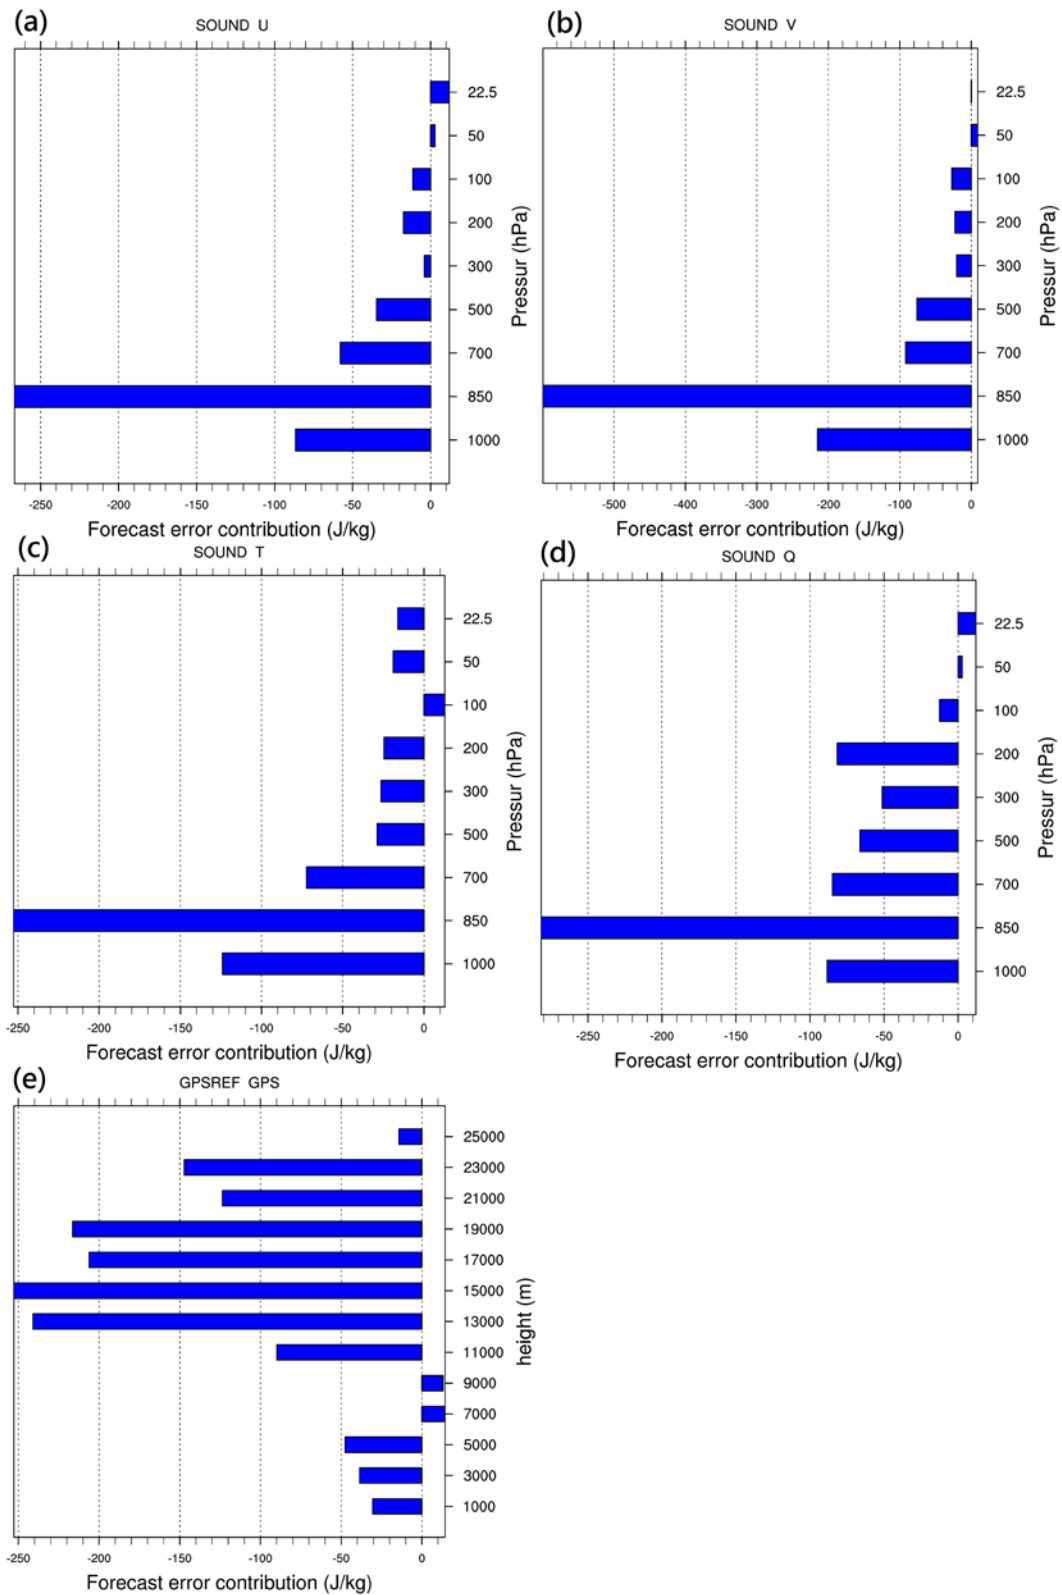 (a)
SOUND U
22.5
50
100
200
300
500
700
850
1000
Pressur (hPa)
-250 -200 -150 -100 -50 0
Forecast error contribution (J/kg)
(b)
SOUND V
22.5
50
100
200
300
500
700
850
1000
Pressur (hPa)
-500 -400 -300 -200 -100 0
Forecast error contribution (J/kg)
(c)
SOUND T
22.5
50
100
200
300
500
700
850
1000
Pressur (hPa)
-250 -200 -150 -100 -50 0
Forecast error contribution (J/kg)
(d)
SOUND Q
22.5
50
100
200
300
500
700
850
1000
Pressur (hPa)
-250 -200 -150 -100 -50 0
Forecast error contribution (J/kg)
(e)
GPSREF GPS
25000
23000
21000
19000
17000
15000
13000
11000
9000
7000
5000
3000
1000
height (m)
-250 -200 -150 -100 -50 0
Forecast error contribution (J/kg)